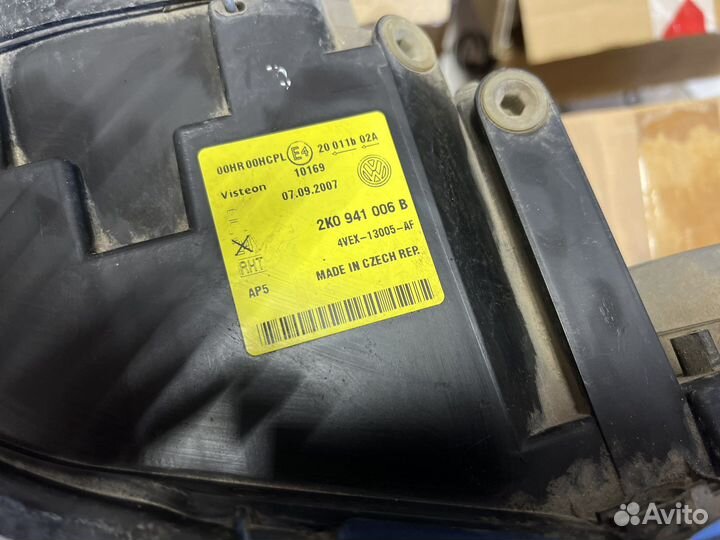 00HR 00HCPL E4 20 011b 02A
10169
Visteon 07.09.2007
2K0 941 006 B
4VEX-13005-AF
RHT
AP5 MADE IN CZECH REP.
Avito